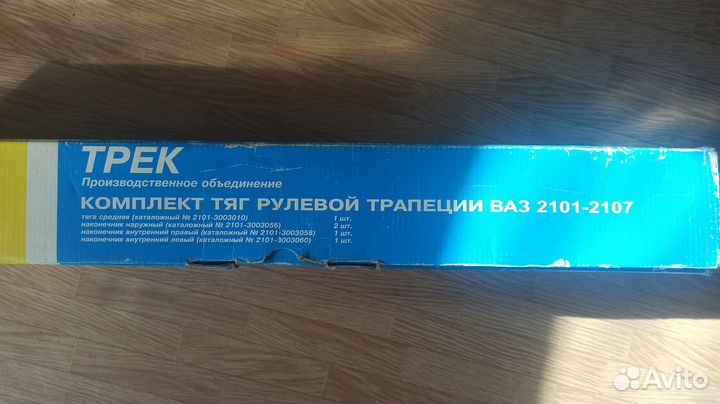 ТРЕК
Производственное объединение
КОМПЛЕКТ ТЯГ РУЛЕВОЙ ТРАПЕЦИИ ВАЗ 2101-2107
тяга средняя (каталожный № 2101-3003010) 1 шт.
наконечник наружный (каталожный № 2101-3003056) 2 шт.
наконечник внутренний правый (каталожный № 2101-3003058) 1 шт.
наконечник внутренний левый (каталожный № 2101-3003060) 1 шт.
Avito